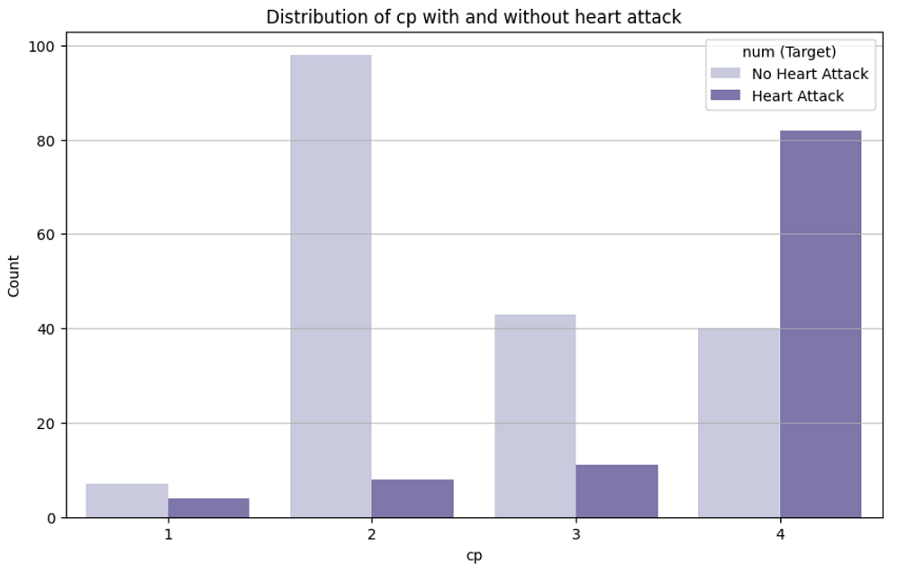 Distribution of cp with and without heart attack
num (Target)
No Heart Attack
Heart Attack
100
80
60
40
20
0
Count
1 2 3 4
cp